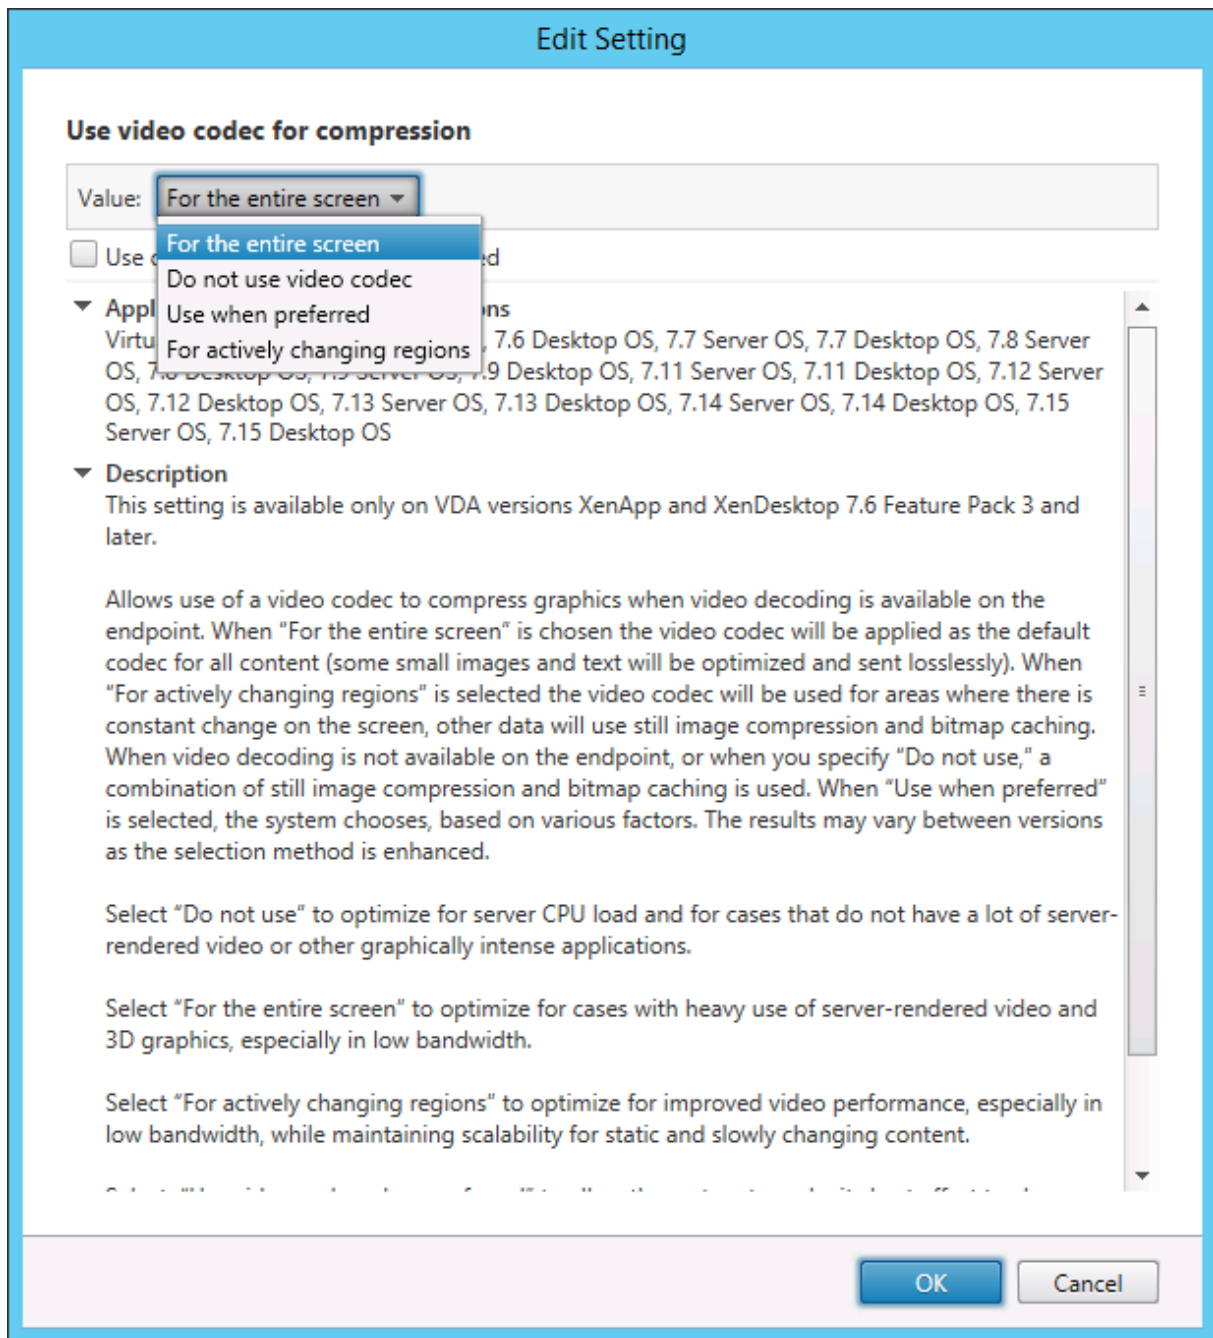 Edit Setting
Use video codec for compression
Value: For the entire screen
For the entire screen
Use
Do not use video codec
Use when preferred
For actively changing regions
Virtu , 7.6 Desktop OS, 7.7 Server OS, 7.7 Desktop OS, 7.8 Server
OS, 7.9 Desktop OS, 7.11 Server OS, 7.11 Desktop OS, 7.12 Server
OS, 7.12 Desktop OS, 7.13 Server OS, 7.13 Desktop OS, 7.14 Server OS, 7.14 Desktop OS, 7.15
Server OS, 7.15 Desktop OS
Description
This setting is available only on VDA versions XenApp and XenDesktop 7.6 Feature Pack 3 and
later.
Allows use of a video codec to compress graphics when video decoding is available on the
endpoint. When “For the entire screen” is chosen the video codec will be applied as the default
codec for all content (some small images and text will be optimized and sent losslessly). When
“For actively changing regions” is selected the video codec will be used for areas where there is
constant change on the screen, other data will use still image compression and bitmap caching.
When video decoding is not available on the endpoint, or when you specify “Do not use,” a
combination of still image compression and bitmap caching is used. When “Use when preferred”
is selected, the system chooses, based on various factors. The results may vary between versions
as the selection method is enhanced.
Select “Do not use” to optimize for server CPU load and for cases that do not have a lot of server-
rendered video or other graphically intense applications.
Select “For the entire screen” to optimize for cases with heavy use of server-rendered video and
3D graphics, especially in low bandwidth.
Select “For actively changing regions” to optimize for improved video performance, especially in
low bandwidth, while maintaining scalability for static and slowly changing content.
OK
Cancel